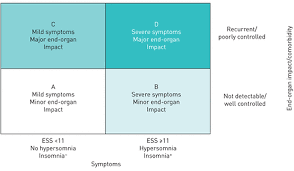 C
Mild symptoms
Major end-organ
Impact
D
Severe symptoms
Major end-organ
Impact
Recurrent/
poorly controlled
A
Mild symptoms
Minor end-organ
Impact
B
Severe symptoms
Minor end-organ
Impact
Not detectable/
well controlled
End-organ impact/comorbidity
ESS <11
No hypersomnia
Insomnia-
ESS ≥11
Hypersomnia
Insomnia+
Symptoms